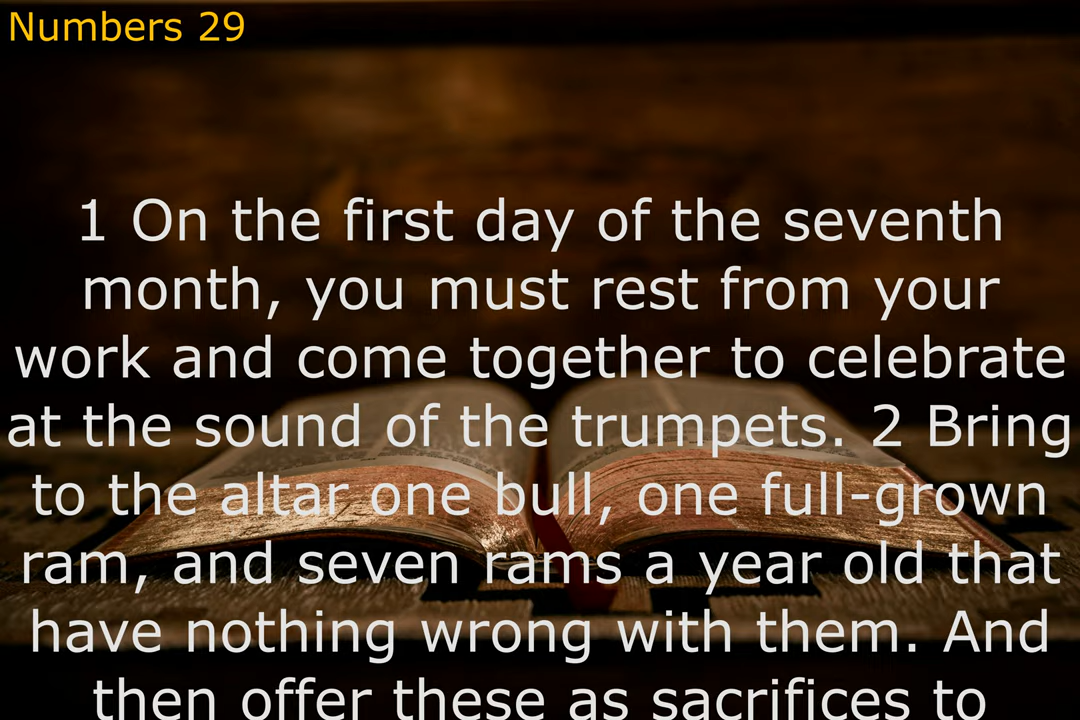 Numbers 29
1 On the first day of the seventh
month, you must rest from your
work and come together to celebrate
at the sound of the trumpets. 2 Bring
to the altar one bull, one full-grown
ram, and seven rams a year old that
have nothing wrong with them. And
then offer these as sacrifices to